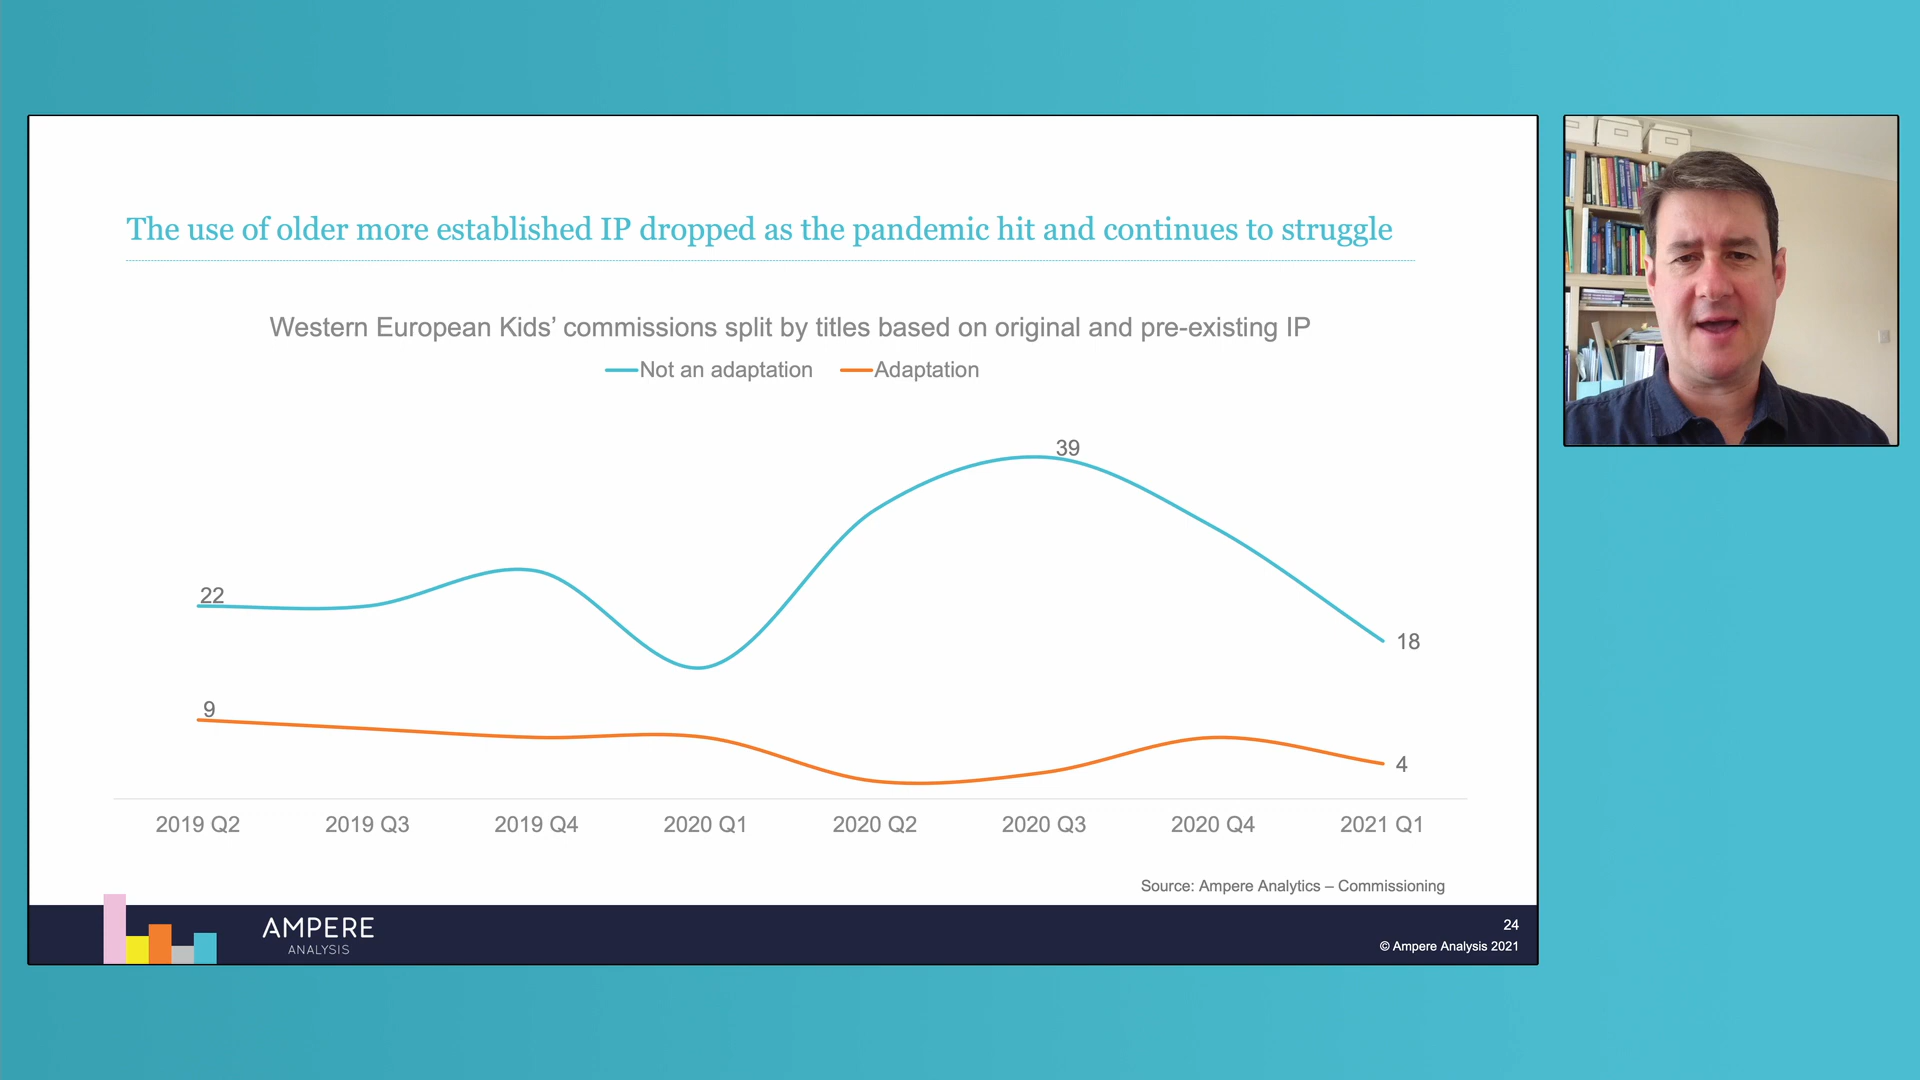 The use of older more established IP dropped as the pandemic hit and continues to struggle
Western European Kids’ commissions split by titles based on original and pre-existing IP
Not an adaptation Adaptation
39
22
18
9
4
2019 Q2 2019 Q3 2019 Q4 2020 Q1 2020 Q2 2020 Q3 2020 Q4 2021 Q1
Source: Ampere Analytics – Commissioning
AMPERE
ANALYSIS
24
© Ampere Analysis 2021